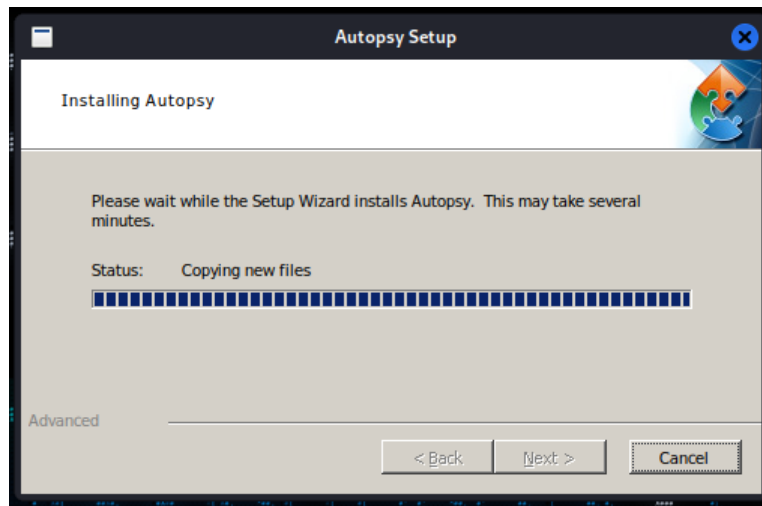 Autopsy Setup
Installing Autopsy
Please wait while the Setup Wizard installs Autopsy.  This may take several
minutes.
Status: Copying new files
Advanced
< Back Next > Cancel